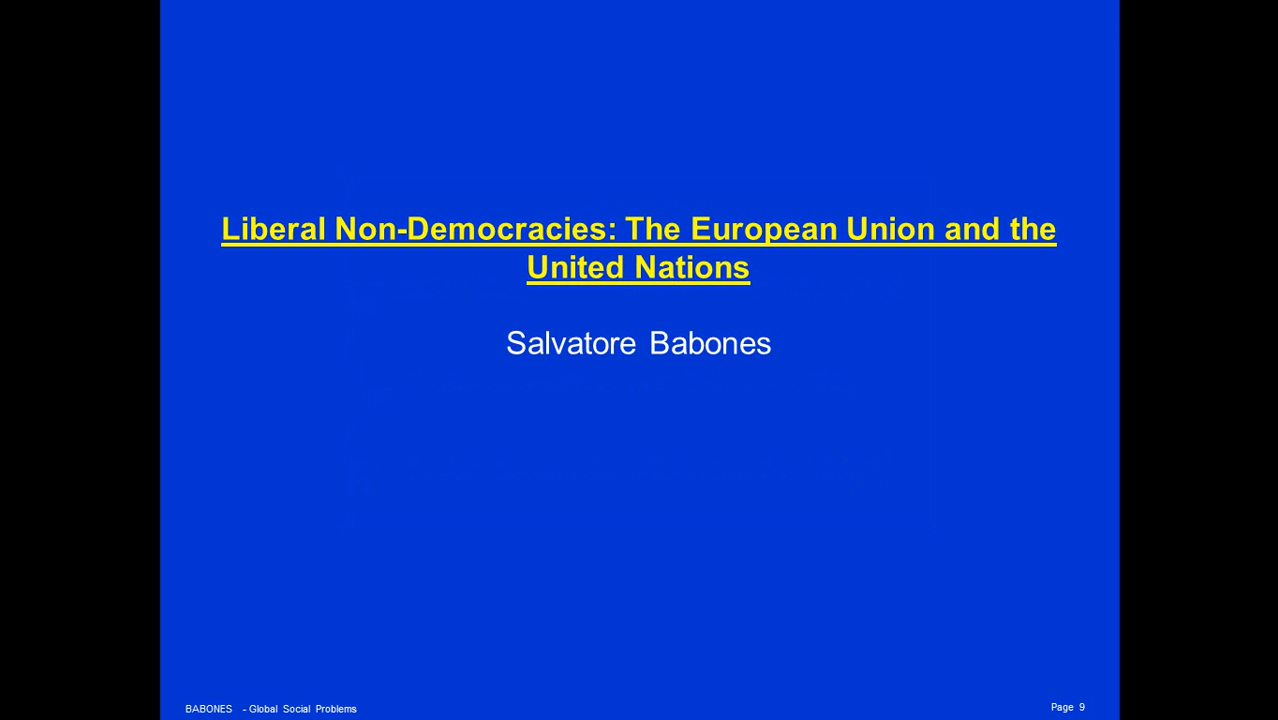 Liberal Non-Democracies: The European Union and the
United Nations
Salvatore Babones
BABONES - Global Social Problems
Page 9